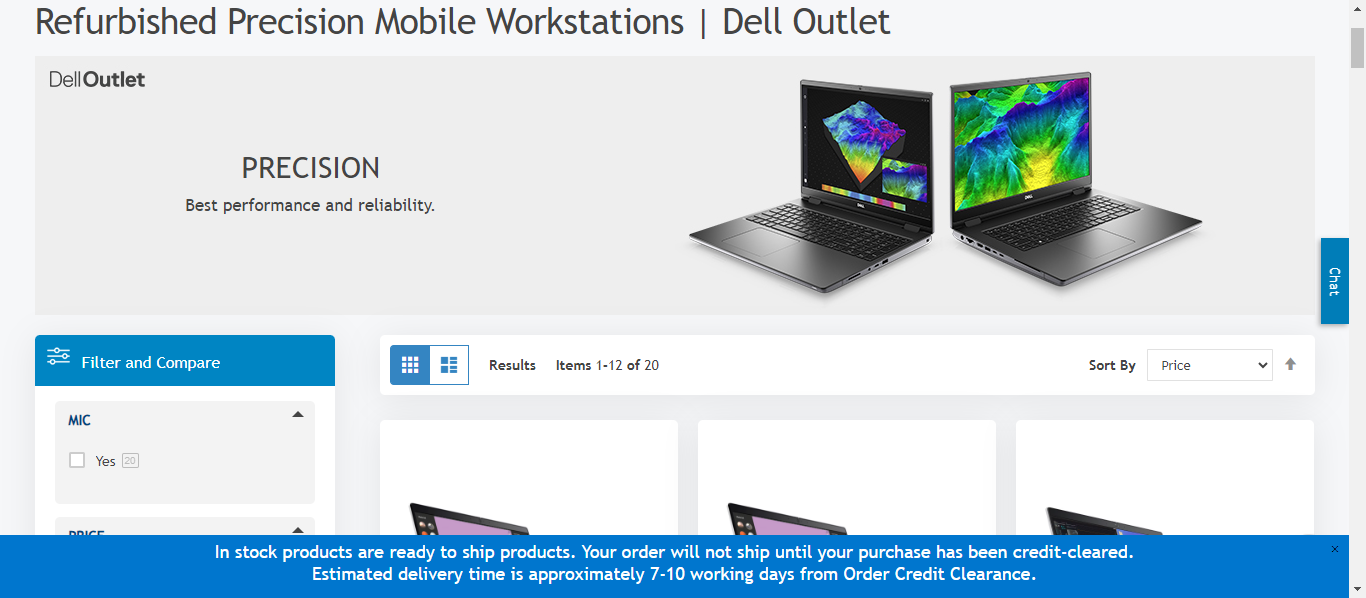 Refurbished Precision Mobile Workstations | Dell Outlet
DellOutlet
PRECISION
Best performance and reliability.
Chat
Filter and Compare
MIC
Yes 20
PRICE
Results Items 1-12 of 20
Sort By Price
In stock products are ready to ship products. Your order will not ship until your purchase has been credit-cleared.
Estimated delivery time is approximately 7-10 working days from Order Credit Clearance.